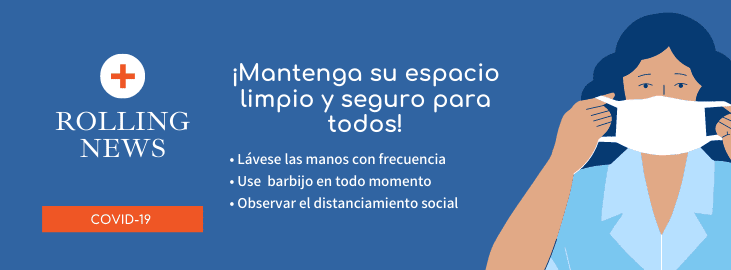 ROLLING
NEWS
COVID-19
¡Mantenga su espacio
limpio y seguro para
todos!
• Lávese las manos con frecuencia
• Use  barbijo en todo momento
• Observar el distanciamiento social